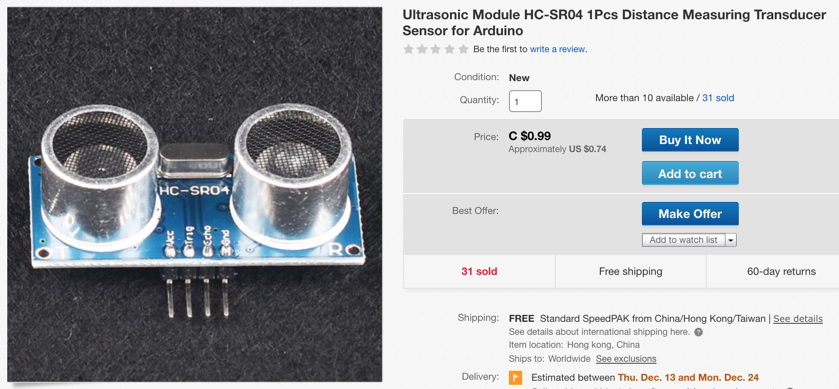 Ultrasonic Module HC-SR04 1Pcs Distance Measuring Transducer
Sensor for Arduino
Be the first to write a review.
Condition: New
Quantity: 1 More than 10 available / 31 sold
Price: C $0.99
Approximately US $0.74
Buy It Now
Add to cart
Best Offer:
Make Offer
Add to watch list
31 sold Free shipping 60-day returns
Shipping: FREE Standard SpeedPAK from China/Hong Kong/Taiwan | See details
See details about international shipping here. ?
Item location: Hong kong, China
Ships to: Worldwide See exclusions
Delivery: Estimated between Thu. Dec. 13 and Mon. Dec. 24
HC-SR04
Vcc Trig Echo Gnd
T R